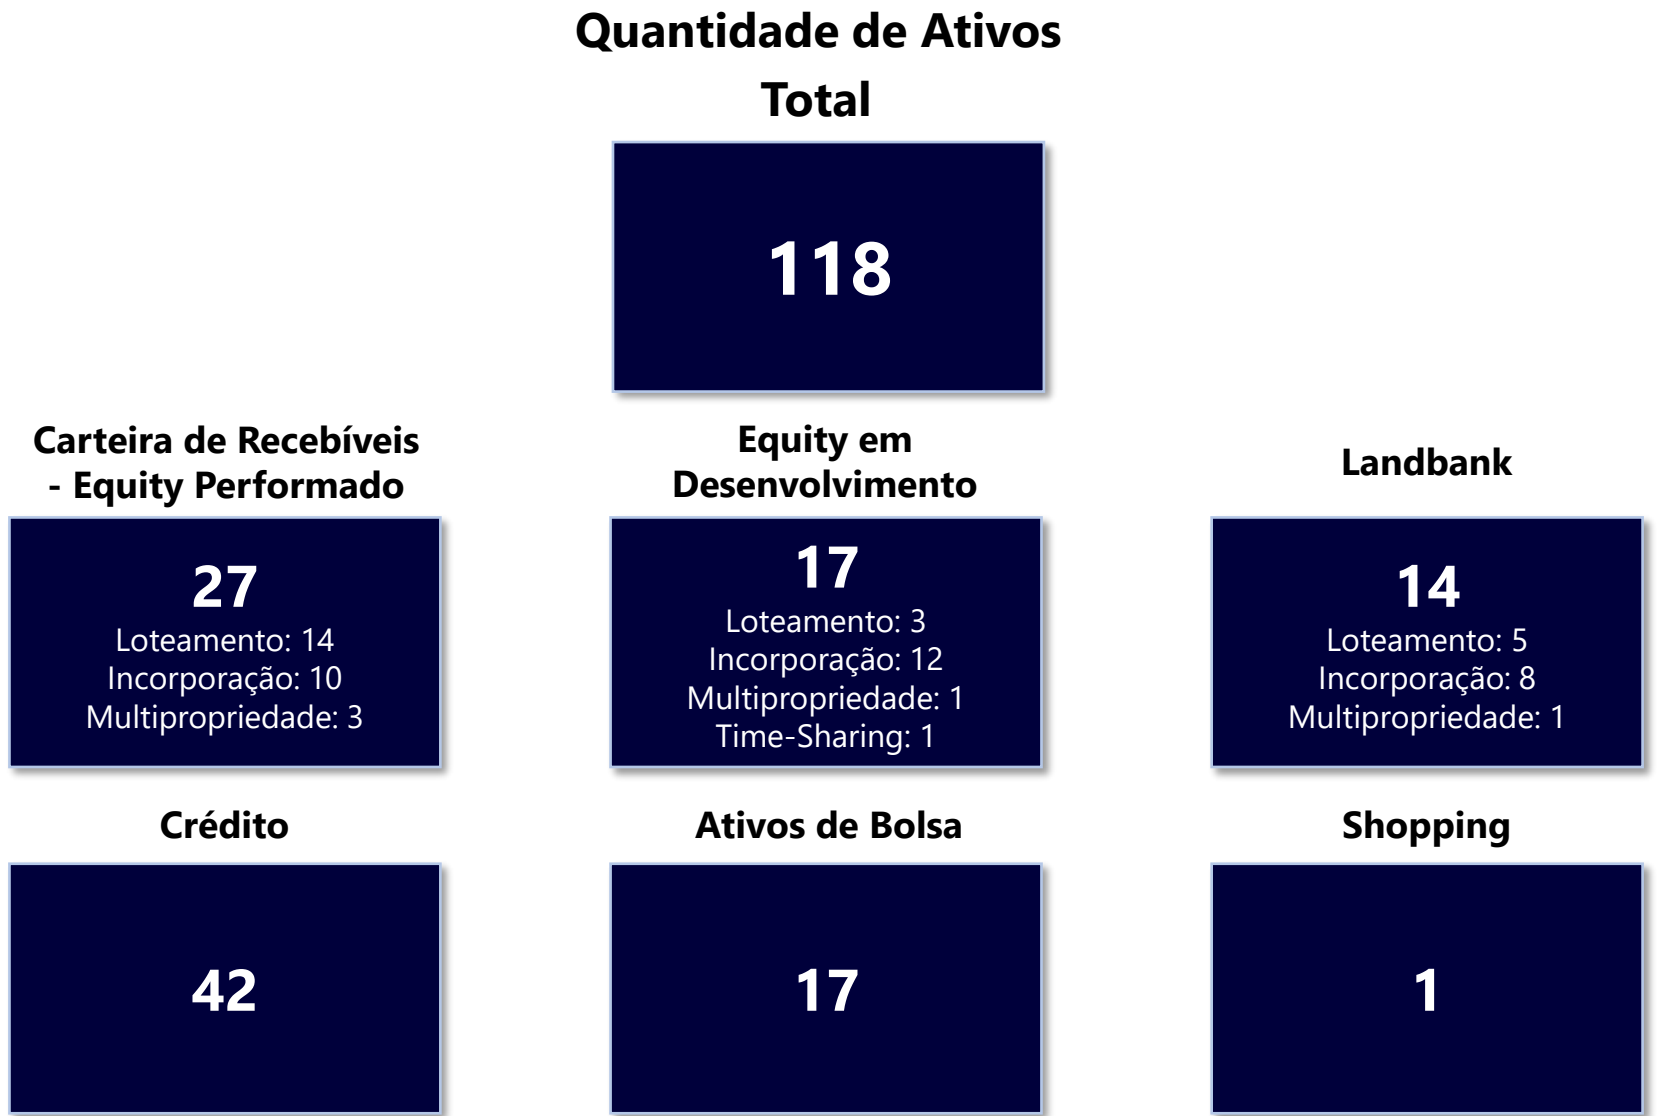 Quantidade de Ativos
Total
118
Carteira de Recebíveis
- Equity Performado
27
Loteamento: 14
Incorporação: 10
Multipropriedade: 3
Equity em
Desenvolvimento
17
Loteamento: 3
Incorporação: 12
Multipropriedade: 1
Time-Sharing: 1
Landbank
14
Loteamento: 5
Incorporação: 8
Multipropriedade: 1
Crédito
42
Ativos de Bolsa
17
Shopping
1